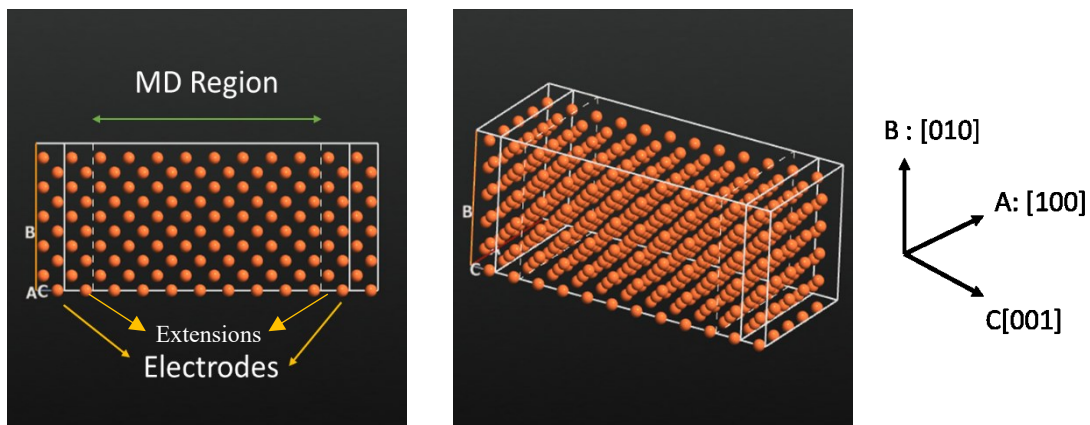 MD Region
B
AC
Extensions
Electrodes
B
C
B : [010]
A: [100]
C[001]